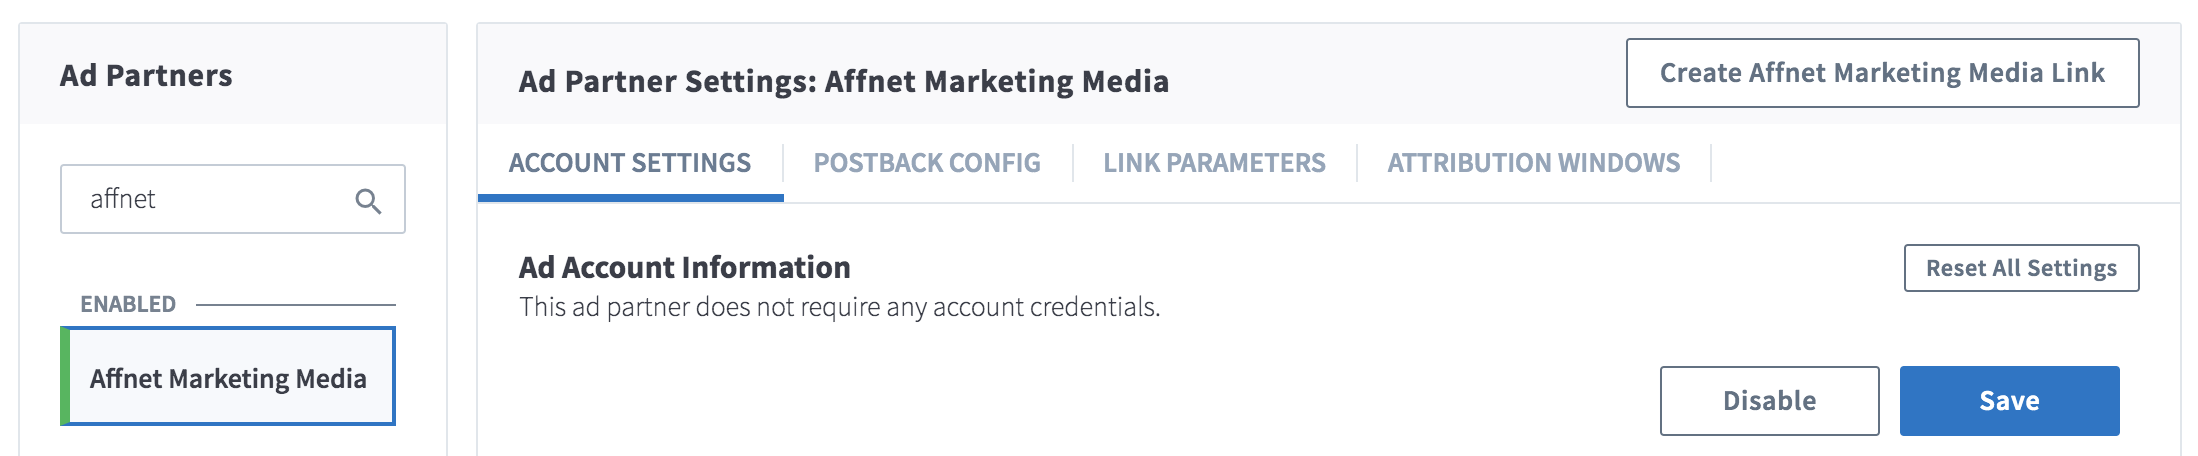 Ad Partners
affnet
ENABLED
Affnet Marketing Media
Ad Partner Settings: Affnet Marketing Media
Create Affnet Marketing Media Link
ACCOUNT SETTINGS
POSTBACK CONFIG
LINK PARAMETERS
ATTRIBUTION WINDOWS
Ad Account Information
Reset All Settings
This ad partner does not require any account credentials.
Disable
Save